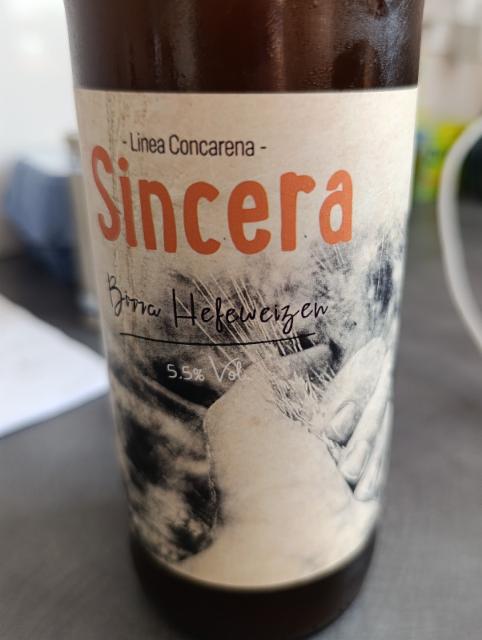 - Linea Concarena -
Sincera
Birra Hefeweizen
5.5% Vol.